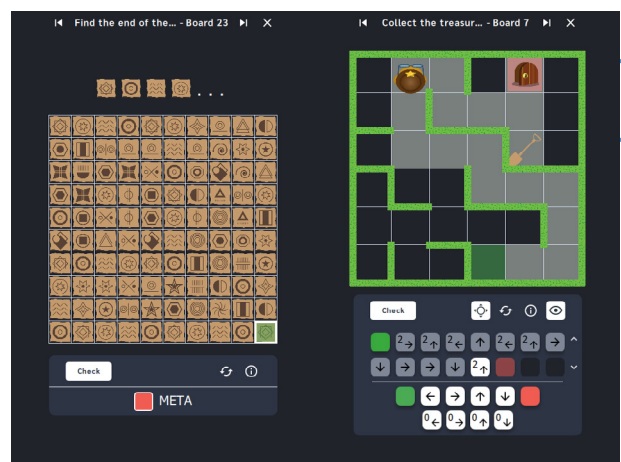 Find the end of the... - Board 23
...
Check
META
Collect the treasur... - Board 7
Check
2→ 2↑ 2← ↑ 2← 2↑ →
↓ → → ↓ 2↑
← → ↑ ↓
0← 0→ 0↑ 0↓